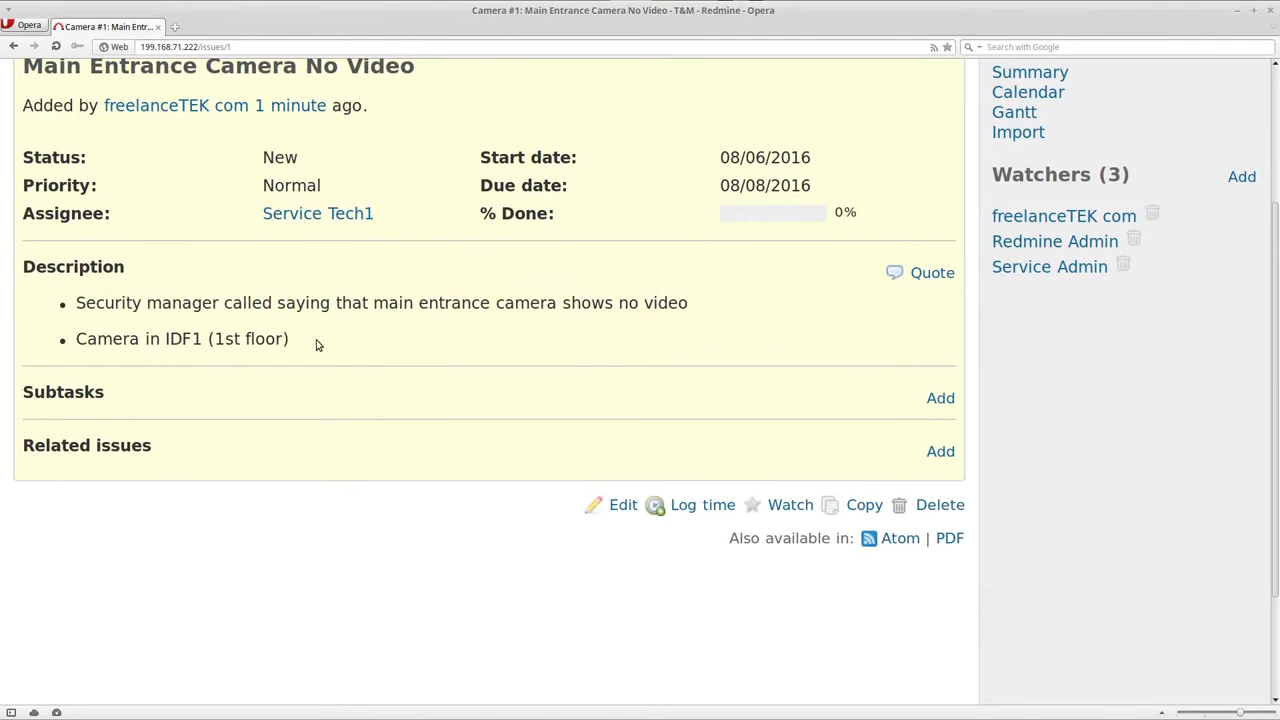 Camera #1: Main Entrance Camera No Video - T&M - Redmine - Opera
Opera
Camera #1: Main Entr...
Web
199.168.71.222/issues/1
Search with Google
Main Entrance Camera No Video
Added by freelanceTEK com 1 minute ago.
Status: New Start date: 08/06/2016
Priority: Normal Due date: 08/08/2016
Assignee: Service Tech1 % Done: 0%
Description
Quote
• Security manager called saying that main entrance camera shows no video
• Camera in IDF1 (1st floor)
Subtasks
Add
Related issues
Add
Edit Log time Watch Copy Delete
Also available in: Atom | PDF
Summary
Calendar
Gantt
Import
Watchers (3) Add
freelanceTEK com
Redmine Admin
Service Admin